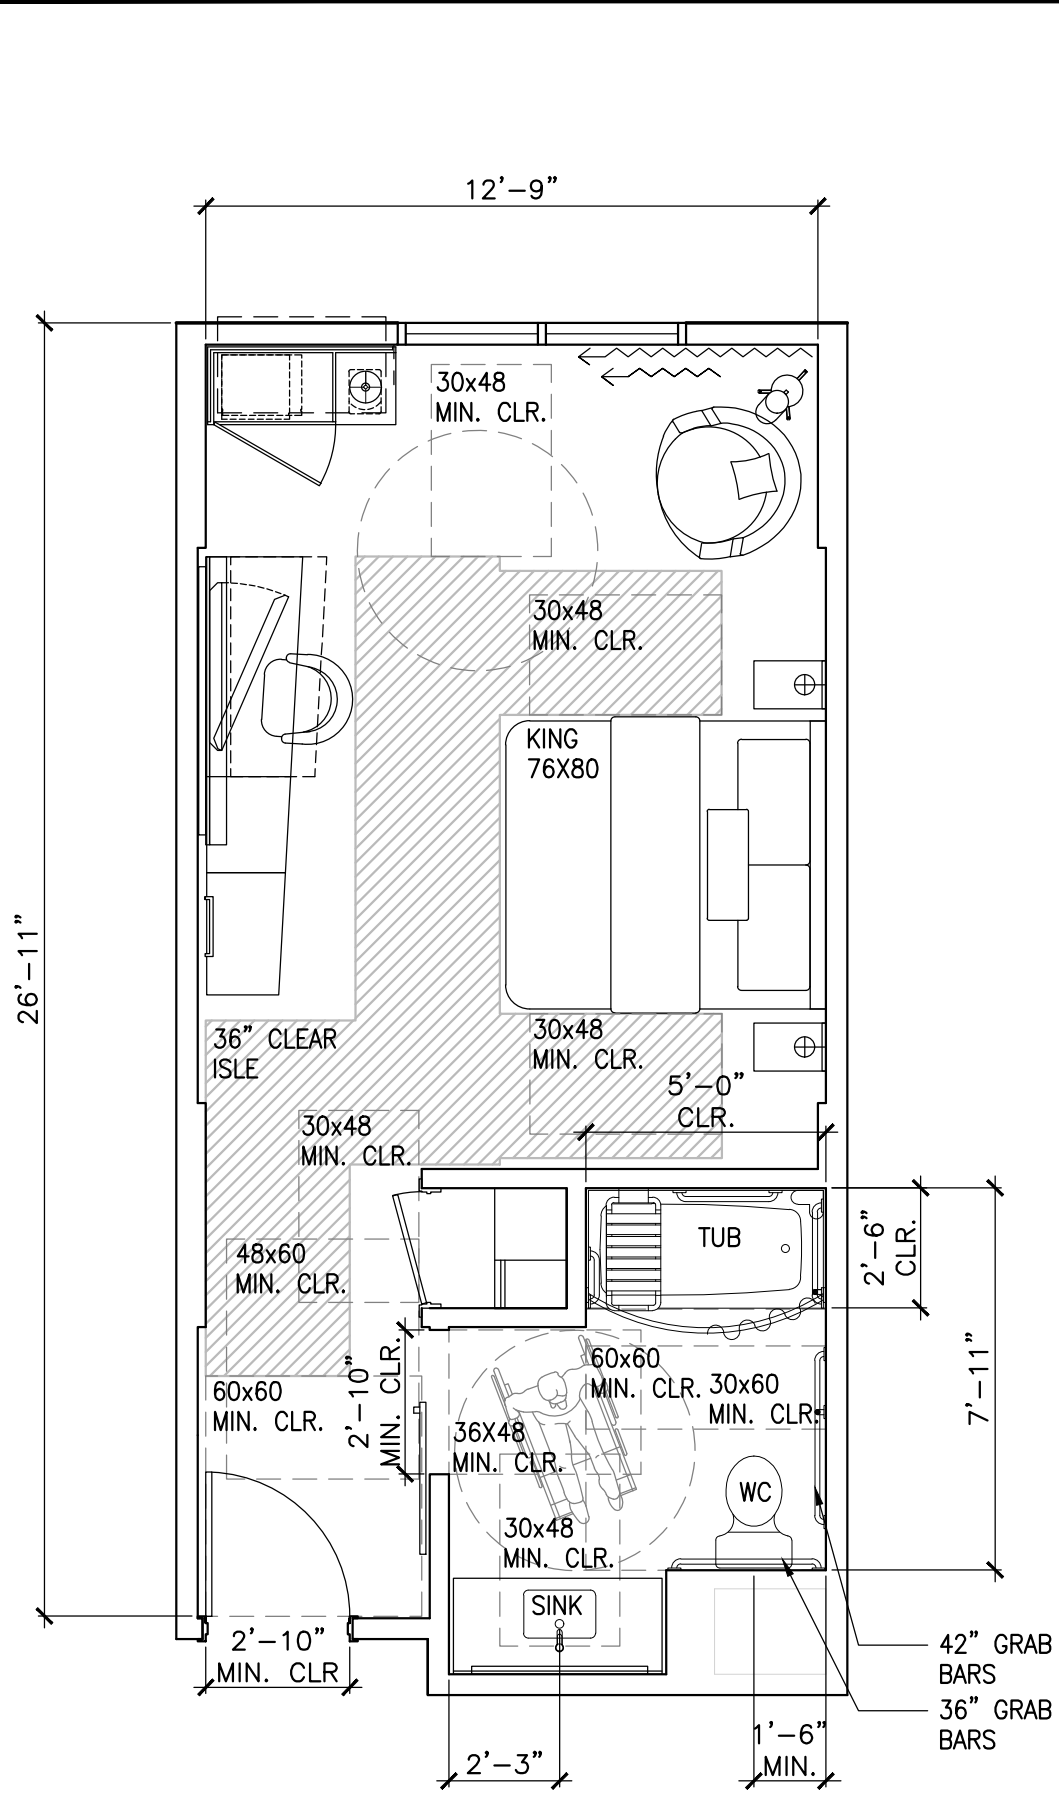 12'-9"
30x48
MIN. CLR.
30x48
MIN. CLR.
KING
76X80
26'-11"
36" CLEAR
ISLE
30x48
MIN. CLR.
5'-0"
CLR.
30x48
MIN. CLR.
TUB
2'-6"
CLR.
48x60
MIN. CLR.
60x60
MIN. CLR.
2'-10"
MIN. CLR.
60x60
MIN. CLR.
30x60
MIN. CLR.
7'-11"
36X48
MIN. CLR.
WC
30x48
MIN. CLR.
SINK
2'-10"
MIN. CLR
42" GRAB
BARS
36" GRAB
BARS
1'-6"
MIN.
2'-3"